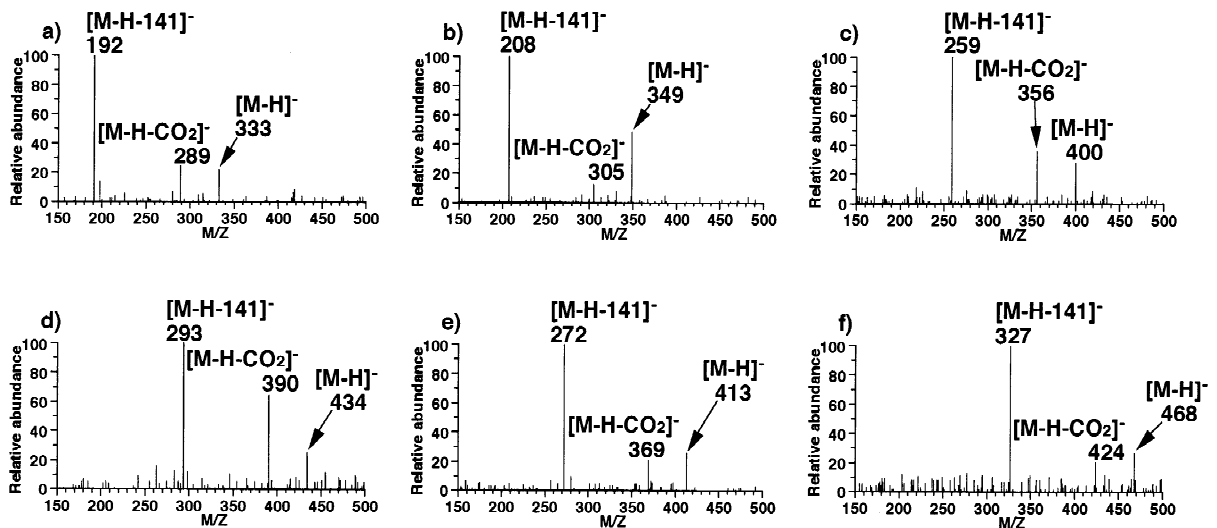 a)
[M-H-141]-
192
[M-H-CO2]-
289
[M-H]-
333
Relative abundance
100
80
60
40
20
0
150 200 250 300 350 400 450 500
M/Z
b)
[M-H-141]-
208
[M-H]-
349
[M-H-CO2]-
305
Relative abundance
100
80
60
40
20
0
150 200 250 300 350 400 450 500
M/Z
c)
[M-H-141]-
259
[M-H-CO2]-
356
[M-H]-
400
Relative abundance
100
80
60
40
20
0
150 200 250 300 350 400 450 500
M/Z
d)
[M-H-141]-
293
[M-H-CO2]-
390
[M-H]-
434
Relative abundance
100
80
60
40
20
0
150 200 250 300 350 400 450 500
M/Z
e)
[M-H-141]-
272
[M-H]-
413
[M-H-CO2]-
369
Relative abundance
100
80
60
40
20
0
150 200 250 300 350 400 450 500
M/Z
f)
[M-H-141]-
327
[M-H]-
468
[M-H-CO2]-
424
Relative abundance
100
80
60
40
20
0
150 200 250 300 350 400 450 500
M/Z